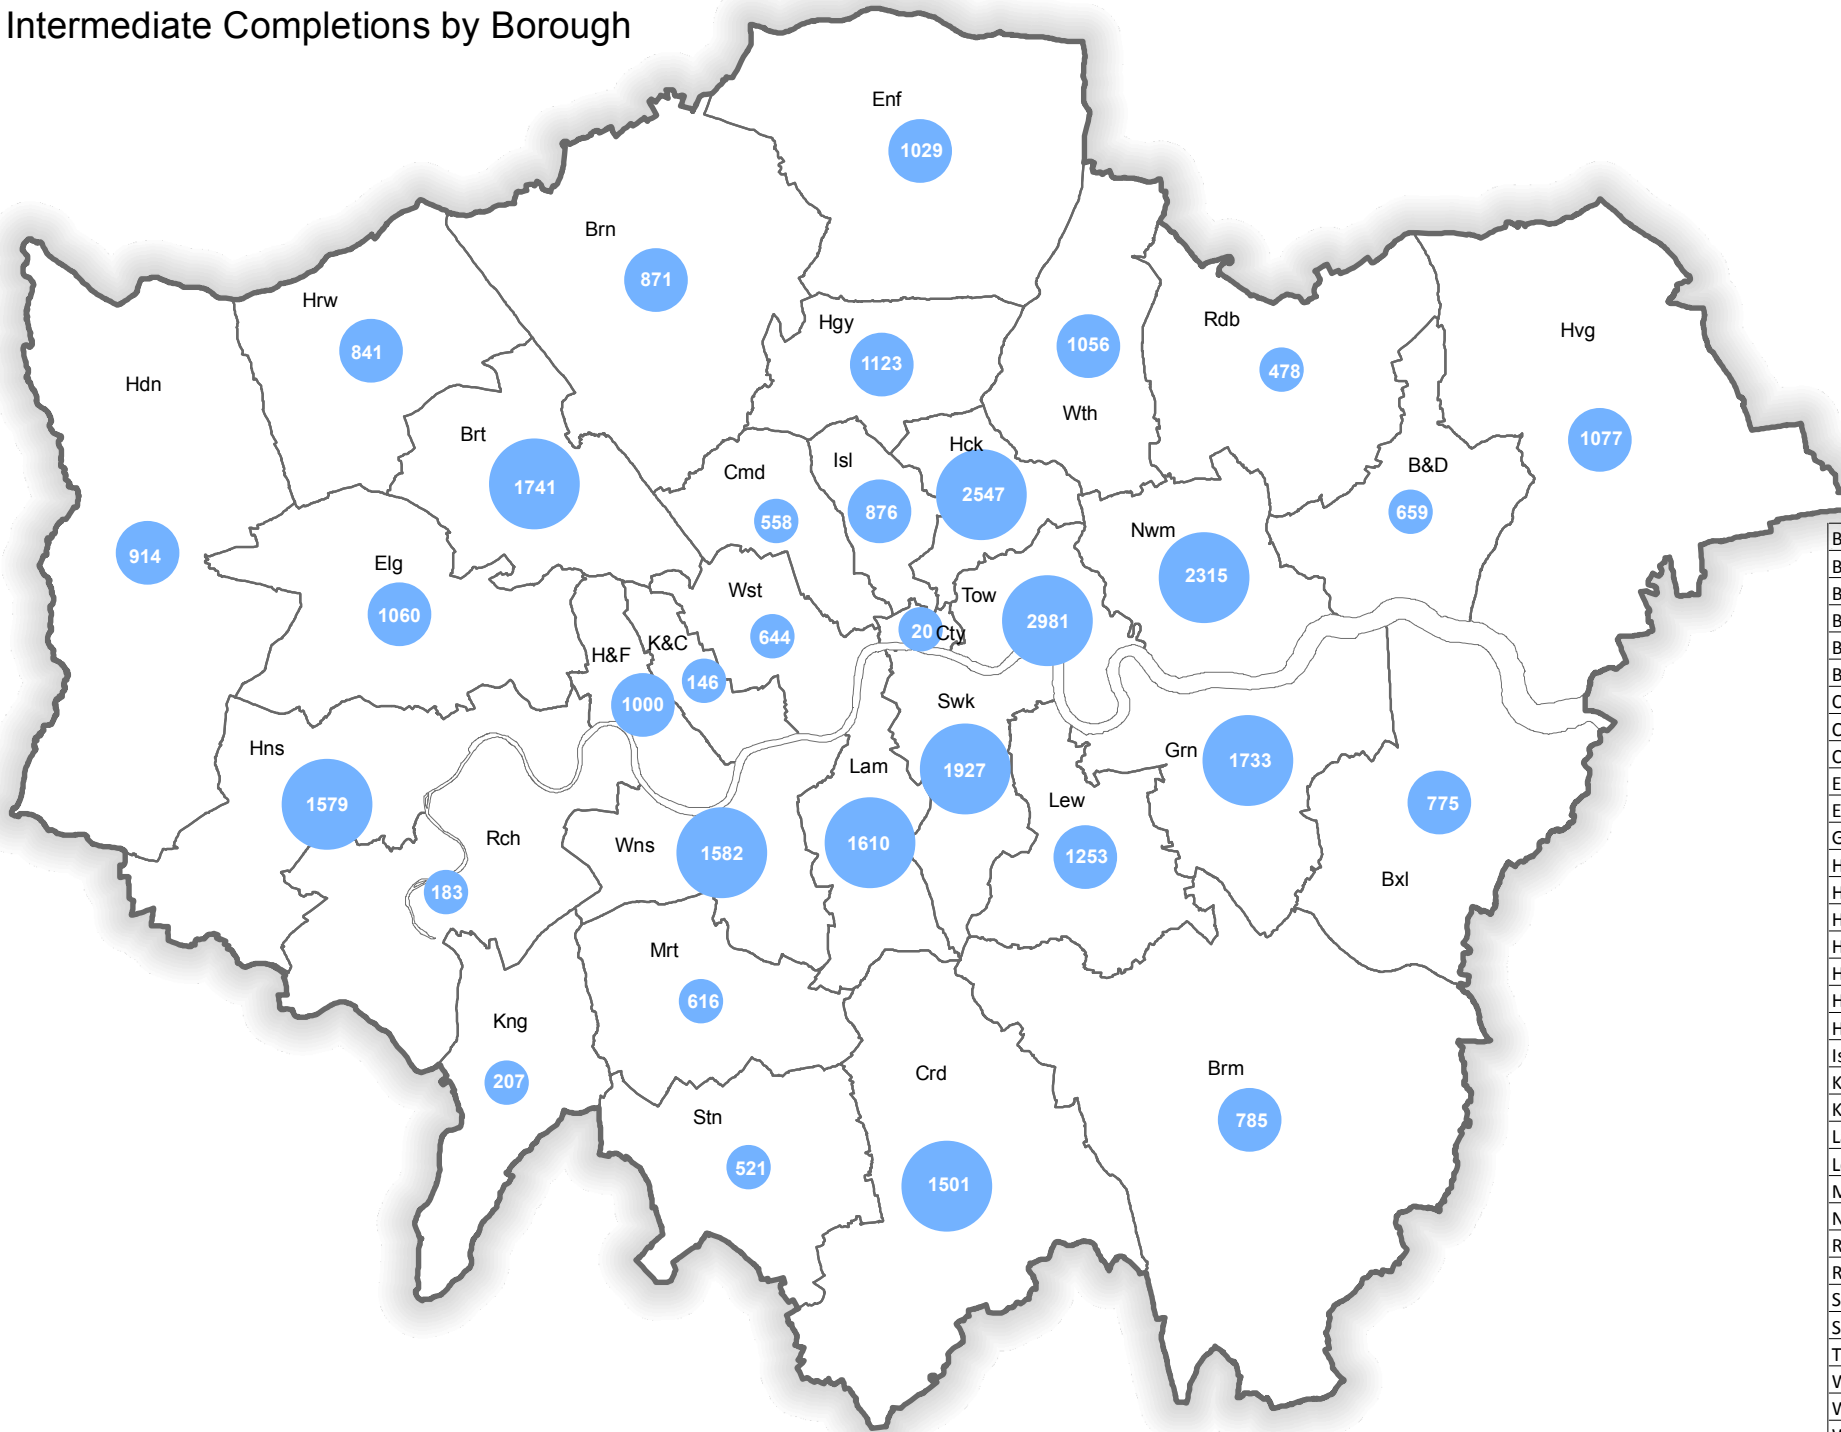 Intermediate Completions by Borough
Enf
1029
Brn
871
Hrw
841
Hgy
1123
1056
Wth
Rdb
478
Hvg
1077
Hdn
914
Brt
1741
Cmd
558
Isl
876
Hck
2547
B&D
659
Nwm
2315
Elg
1060
Wst
644
Tow
2981
20
Cty
H&F
1000
K&C
146
Swk
1927
Hns
1579
Lam
1610
Grn
1733
Lew
1253
775
Bxl
Rch
183
Wns
1582
Mrt
616
Kng
207
Stn
521
Crd
1501
Brm
785
B
B
B
B
B
B
C
C
C
E
E
G
H
H
H
H
H
H
H
Is
K
K
L
L
M
N
R
R
S
S
T